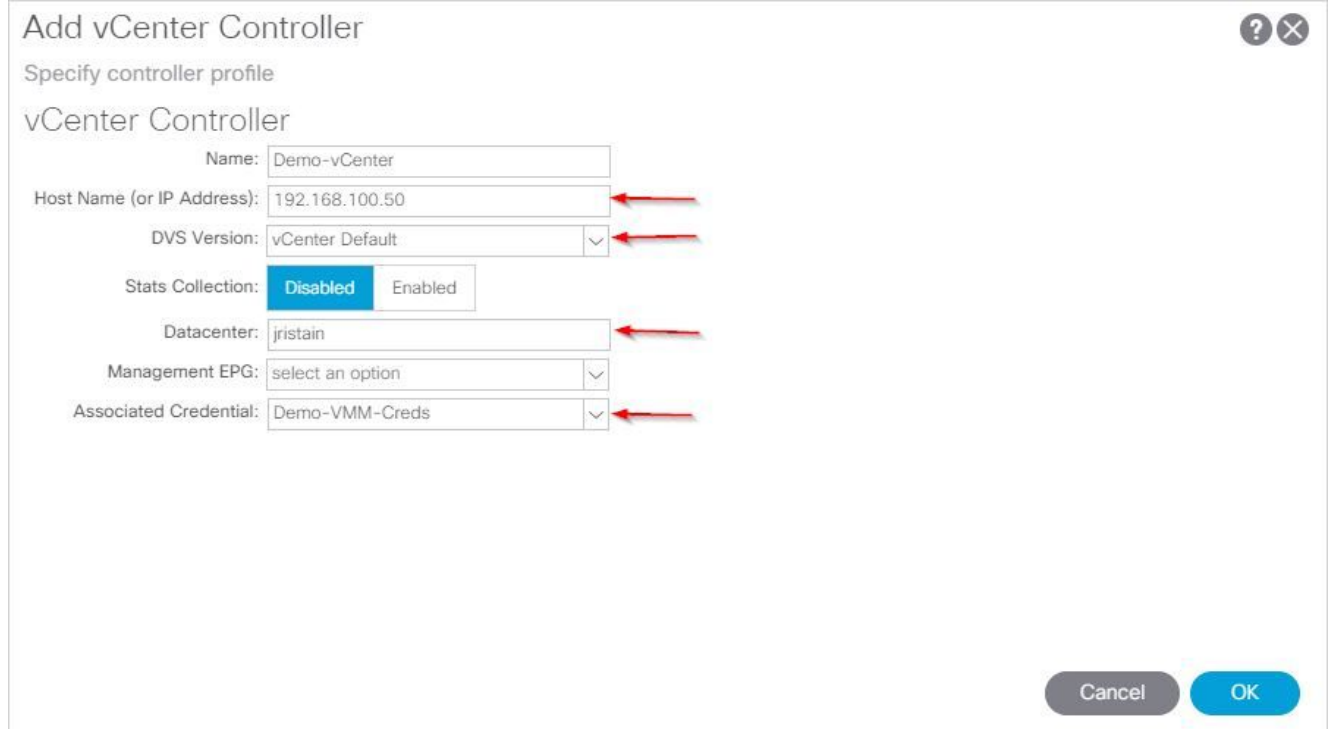 Add vCenter Controller
Specify controller profile
vCenter Controller
Name: Demo-vCenter
Host Name (or IP Address): 192.168.100.50
DVS Version: vCenter Default
Stats Collection: Disabled Enabled
Datacenter: jristain
Management EPG: select an option
Associated Credential: Demo-VMM-Creds
Cancel OK